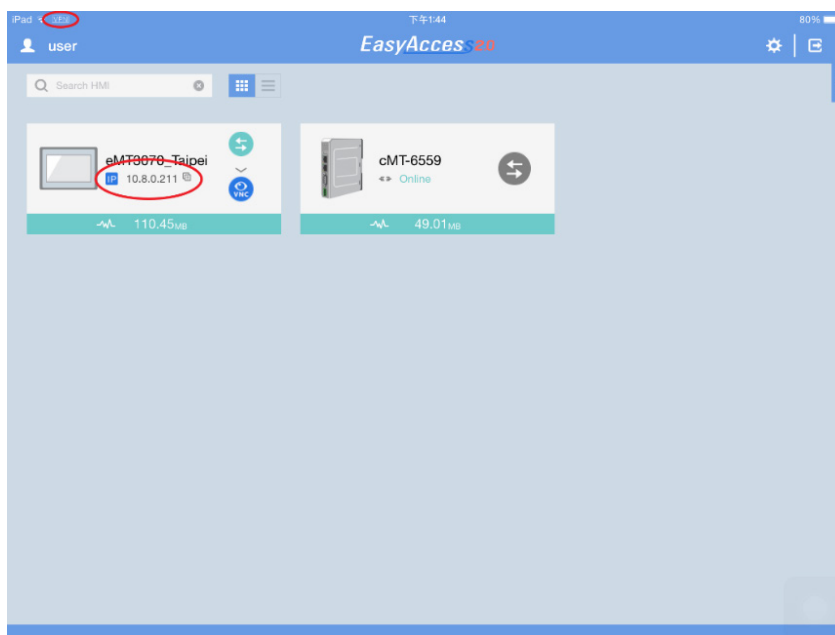 iPad VPN 下午1:44 80%
user EasyAccess2.0
Search HMI
eMT3070_Taipei
IP 10.8.0.211
VNC
110.45MB
cMT-6559
Online
49.01MB